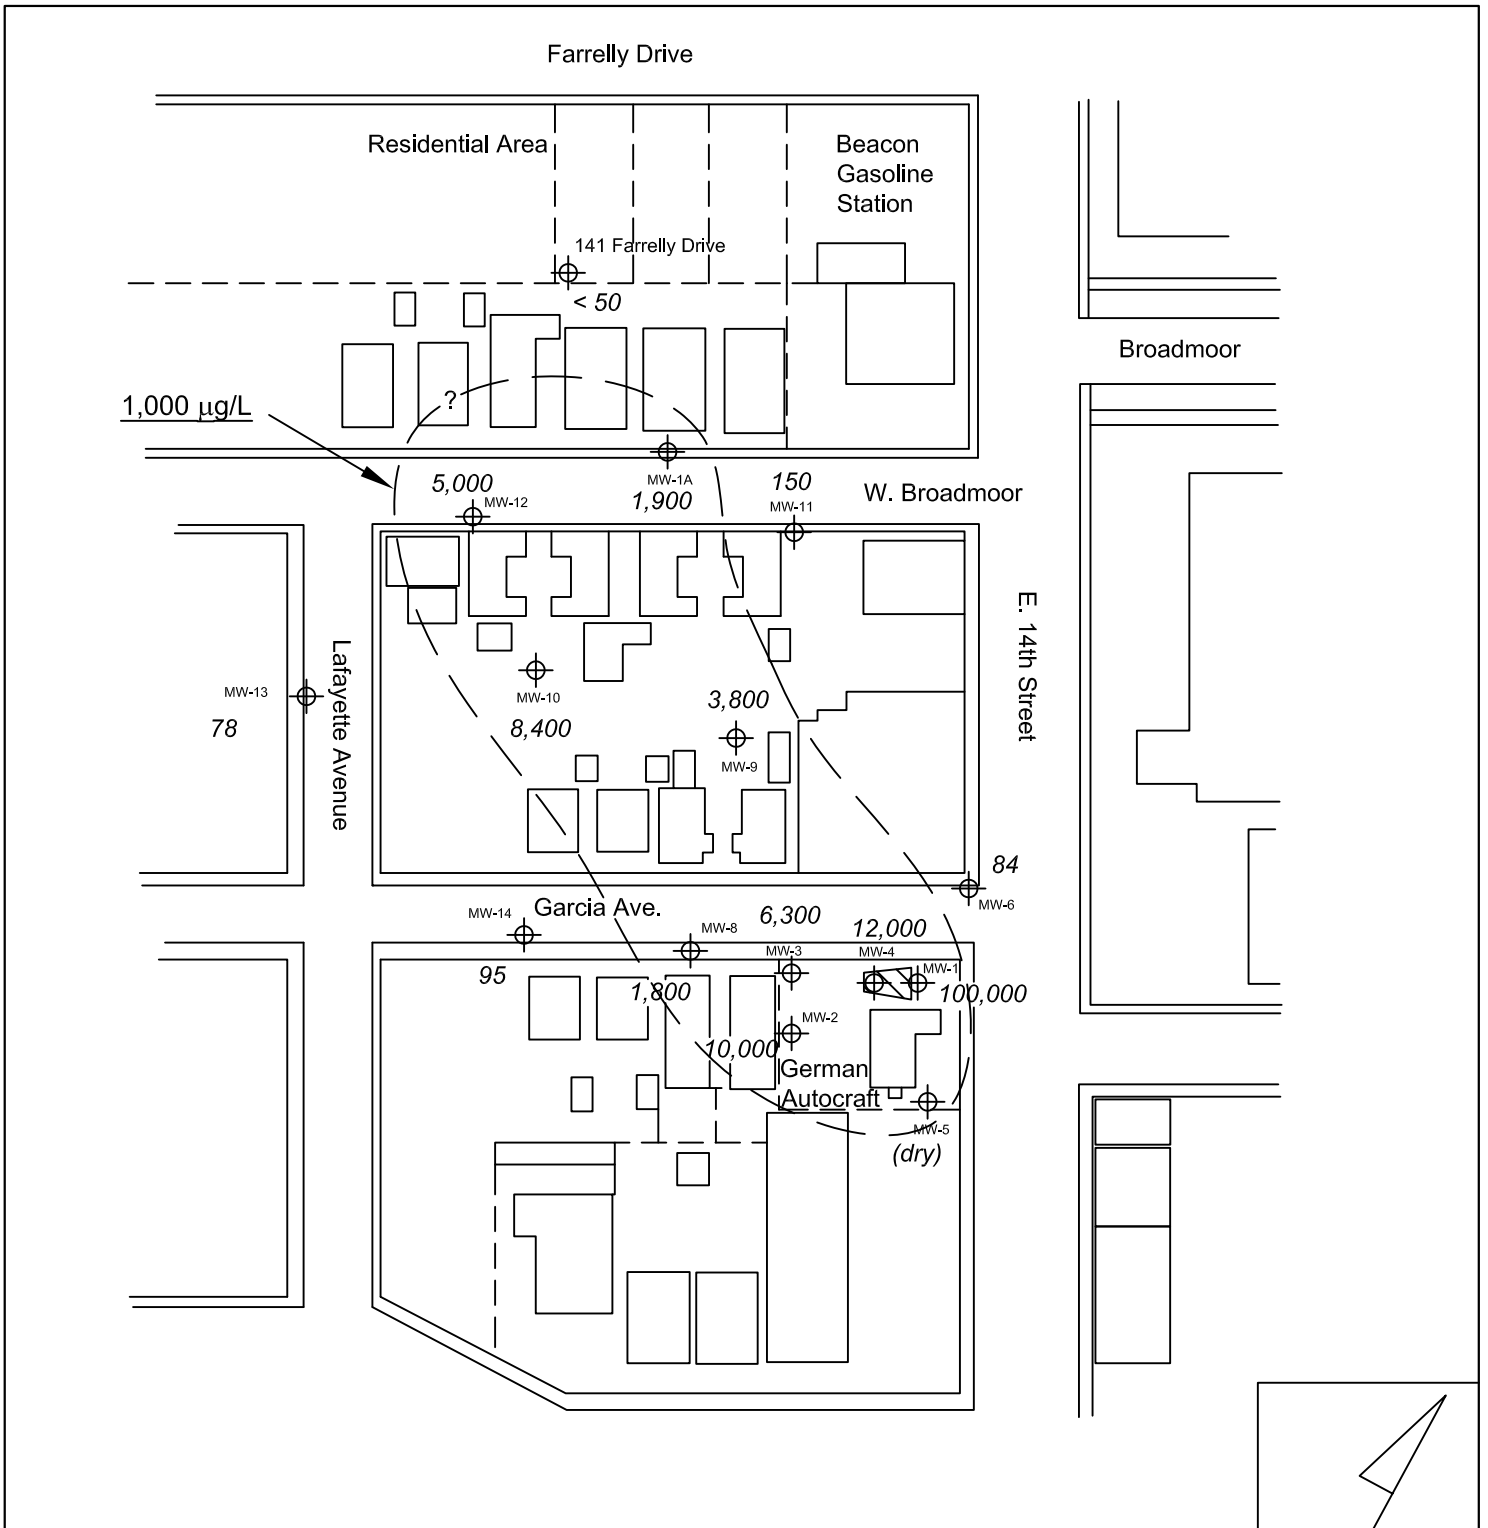 Farrelly Drive
Residential Area
Beacon
Gasoline
Station
141 Farrelly Drive
< 50
Broadmoor
?
1,000 µg/L
5,000
MW-12
MW-1A
1,900
150
MW-11
W. Broadmoor
E. 14th Street
Lafayette Avenue
MW-13
78
MW-10
8,400
3,800
MW-9
84
MW-6
Garcia Ave.
MW-14
95
MW-8
1,800
6,300
MW-3
12,000
MW-4
MW-1
100,000
MW-2
10,000
German
Autocraft
MW-5
(dry)